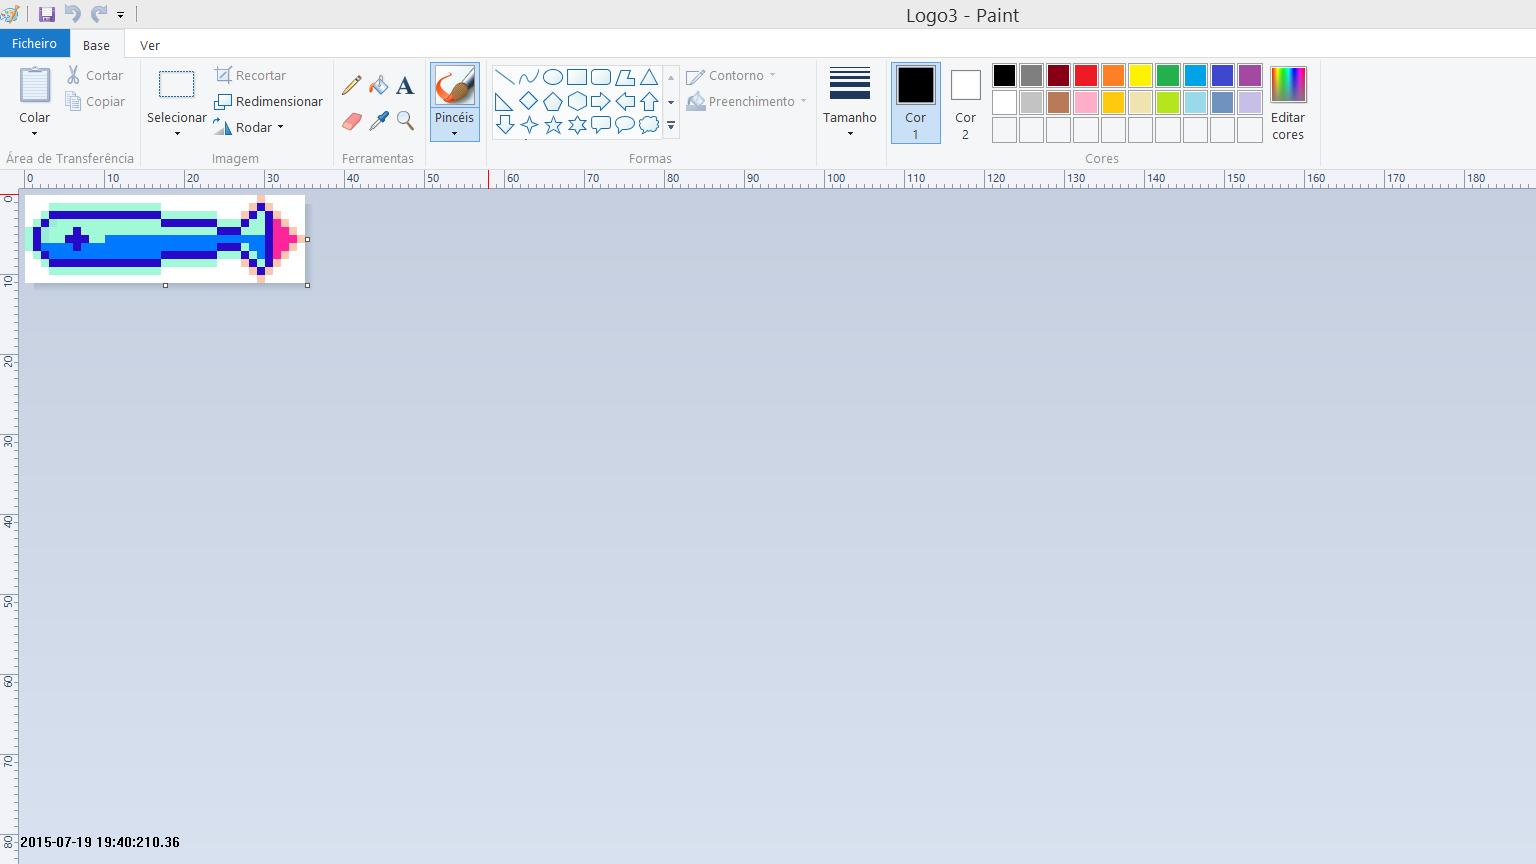 Logo3 - Paint
Ficheiro Base Ver
Colar
Cortar
Copiar
Área de Transferência
Selecionar
Recortar
Redimensionar
Rodar
Imagem
A
Ferramentas
Pincéis
Contorno
Preenchimento
Formas
Tamanho
Cor
1
Cor
2
Editar
cores
Cores
0 10 20 30 40 50 60 70 80 90 100 110 120 130 140 150 160 170 180
0
10
20
30
40
50
60
70
80
2015-07-19 19:40:210.36